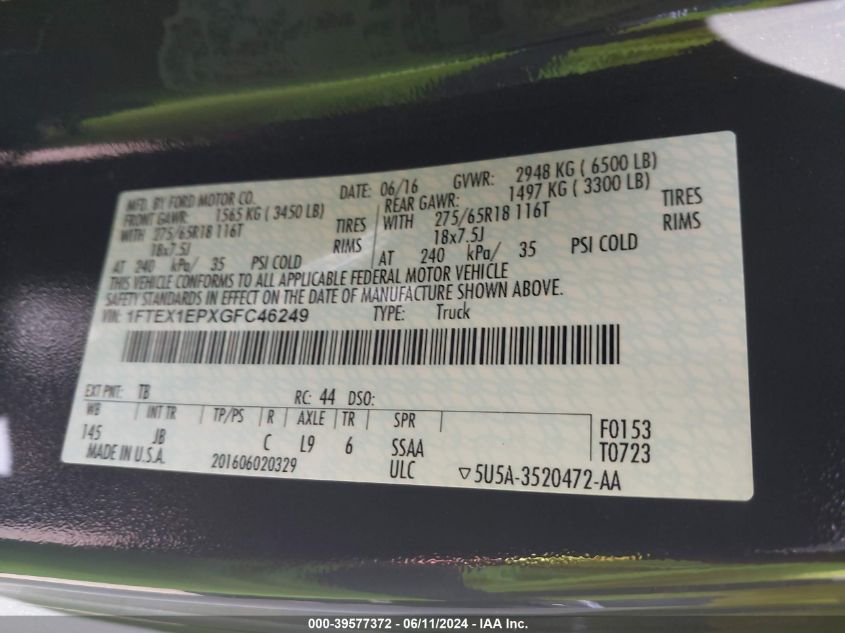 MFD. BY FORD MOTOR CO. DATE: 06/16 GVWR: 2948 KG ( 6500 LB)
FRONT GAWR: 1565 KG ( 3450 LB) REAR GAWR: 1497 KG ( 3300 LB)
WITH 275/65R18 116T TIRES WITH 275/65R18 116T TIRES
18x7.5J RIMS 18x7.5J RIMS
AT 240 kPa/ 35 PSI COLD AT 240 kPa/ 35 PSI COLD
THIS VEHICLE CONFORMS TO ALL APPLICABLE FEDERAL MOTOR VEHICLE
SAFETY STANDARDS IN EFFECT ON THE DATE OF MANUFACTURE SHOWN ABOVE.
VIN: 1FTEX1EPXGFC46249 TYPE: Truck
EXT PNT: TB RC: 44 DSO:
WB INT TR TP/PS R AXLE TR SPR
145 JB C L9 6 SSAA F0153
MADE IN U.S.A. 201606020329 ULC T0723
▽5U5A-3520472-AA
000-39577372 - 06/11/2024 - IAA Inc.